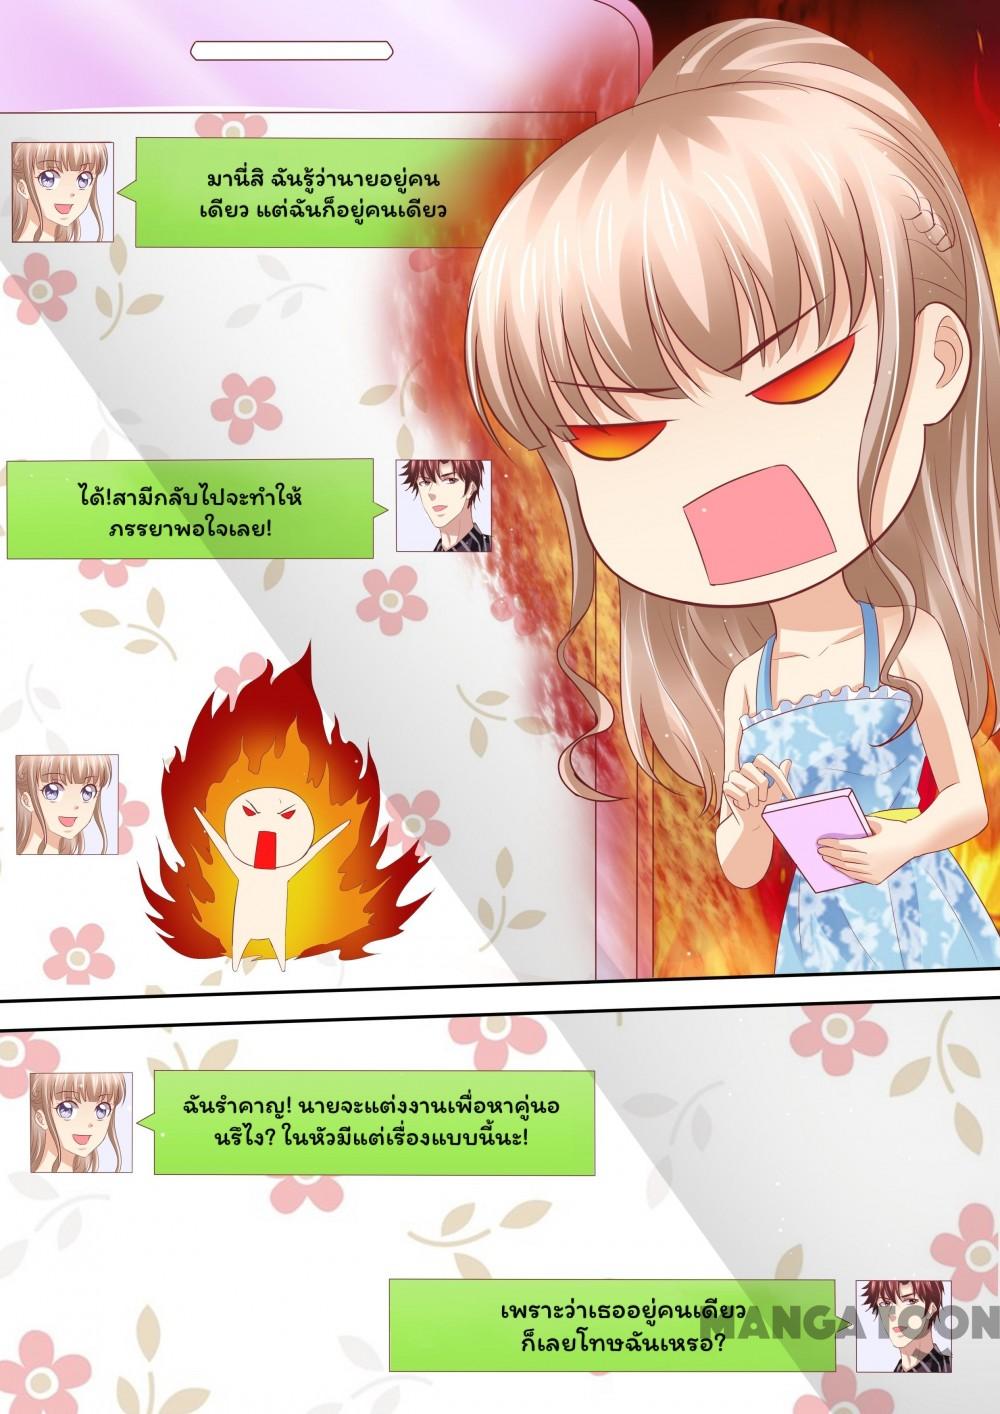 มานี่สิ ฉันรู้ว่านายอยู่คน
เดียว แต่ฉันก็อยู่คนเดียว
ได้!สามีกลับไปจะทำให้
ภรรยาพอใจเลย!
ฉันรำคาญ! นายจะแต่งงานเพื่อหาคู่นอ
นรึไง? ในหัวมีแต่เรื่องแบบนี้นะ!
เพราะว่าเธออยู่คนเดียว
ก็เลยโทษฉันเหรอ?
MANGATOON